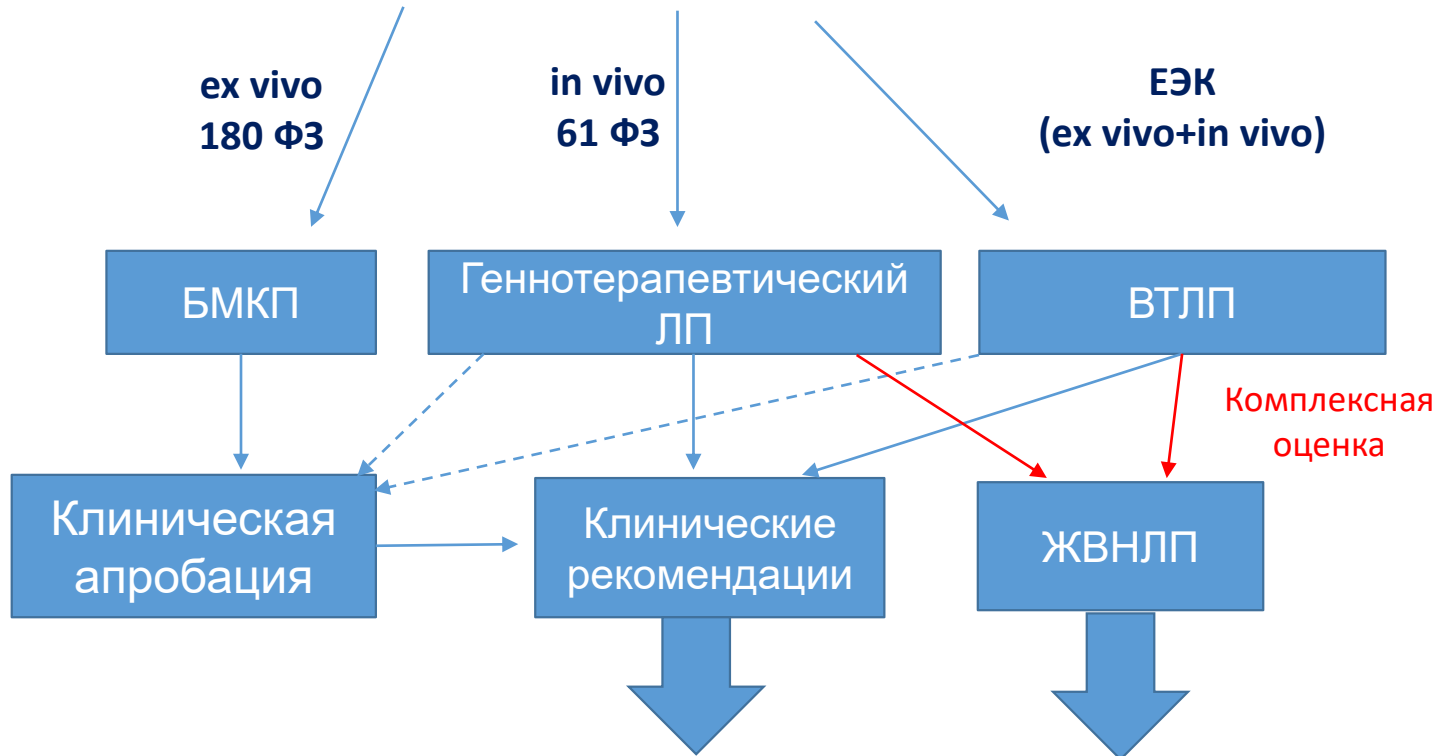 ex vivo
180 ФЗ
in vivo
61 ФЗ
ЕЭК
(ex vivo+in vivo)
БМКП
Геннотерапевтический
ЛП
ВТЛП
Комплексная
оценка
Клиническая
апробация
Клинические
рекомендации
ЖВНЛП